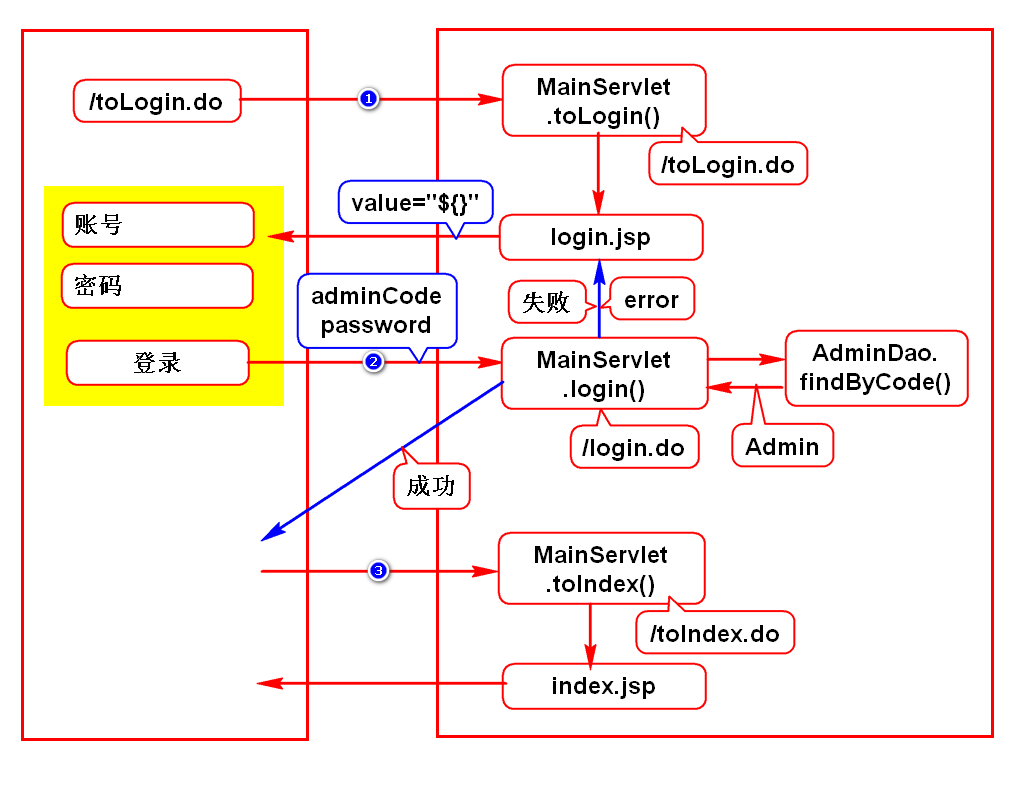 /toLogin.do
1
MainServlet
.toLogin()
/toLogin.do
value="${}"
login.jsp
账号
密码
登录
adminCode
password
2
失败
error
MainServlet
.login()
/login.do
AdminDao.
findByCode()
Admin
成功
3
MainServlet
.toIndex()
/toIndex.do
index.jsp